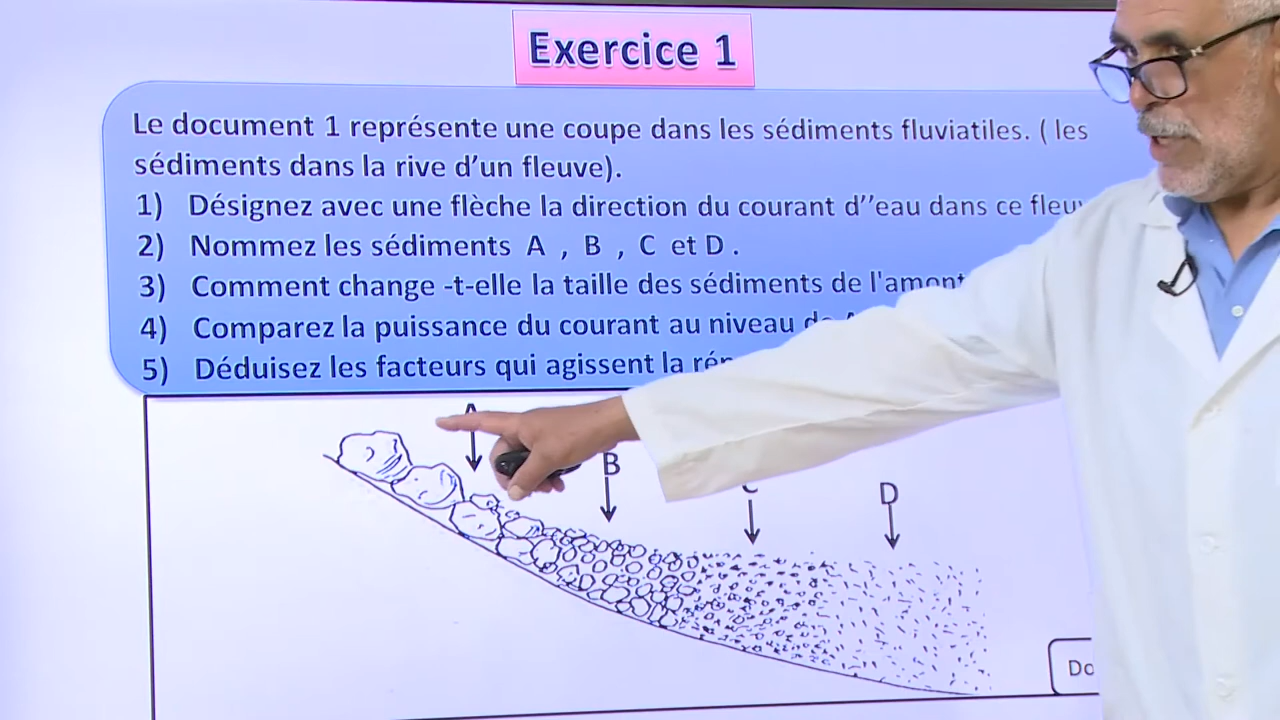 Exercice 1
Le document 1 représente une coupe dans les sédiments fluviatiles. ( les
sédiments dans la rive d’un fleuve).
1) Désignez avec une flèche la direction du courant d’’eau dans ce
2) Nommez les sédiments A , B , C et D .
3) Comment change -t-elle la taille des sédiments de l'amont
4) Comparez la puissance du courant au niveau
5) Déduisez les facteurs qui agissent la
A
B
C
D